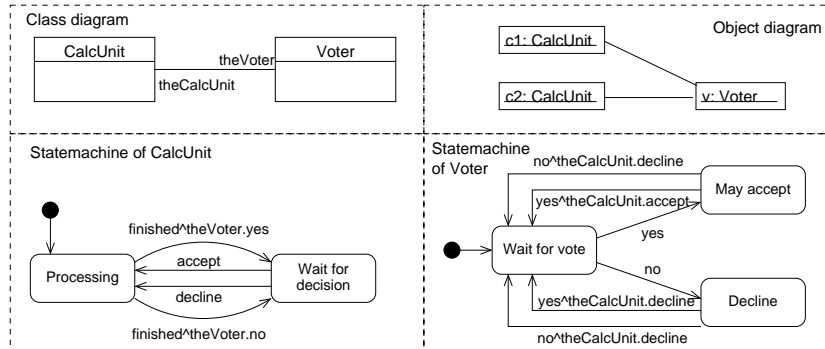 Class diagram
CalcUnit
Voter
theVoter
theCalcUnit
Object diagram
c1: CalcUnit
c2: CalcUnit
v: Voter
Statemachine of CalcUnit
finished^theVoter.yes
Processing
accept
decline
Wait for
decision
finished^theVoter.no
Statemachine
of Voter
no^theCalcUnit.decline
May accept
yes^theCalcUnit.accept
yes
Wait for vote
no
yes^theCalcUnit.decline
Decline
no^theCalcUnit.decline